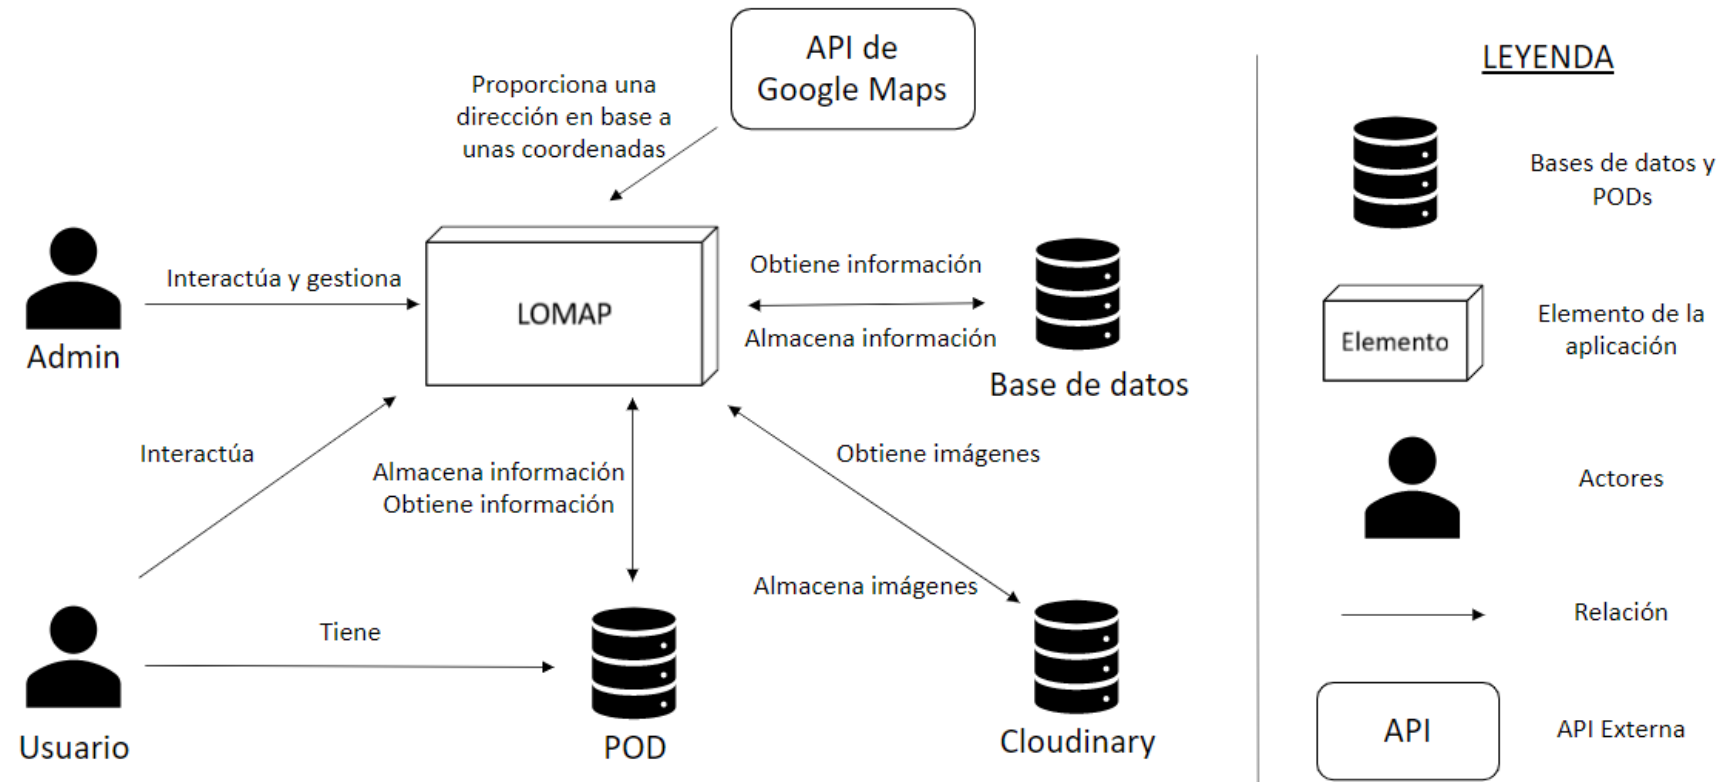 API de
Google Maps
Proporciona una
dirección en base a
unas coordenadas
Admin
Interactúa y gestiona
LOMAP
Obtiene información
Almacena información
Base de datos
Interactúa
Almacena información
Obtiene información
Obtiene imágenes
Almacena imágenes
Tiene
Usuario
POD
Cloudinary
LEYENDA
Bases de datos y
PODs
Elemento
Elemento de la
aplicación
Actores
Relación
API
API Externa